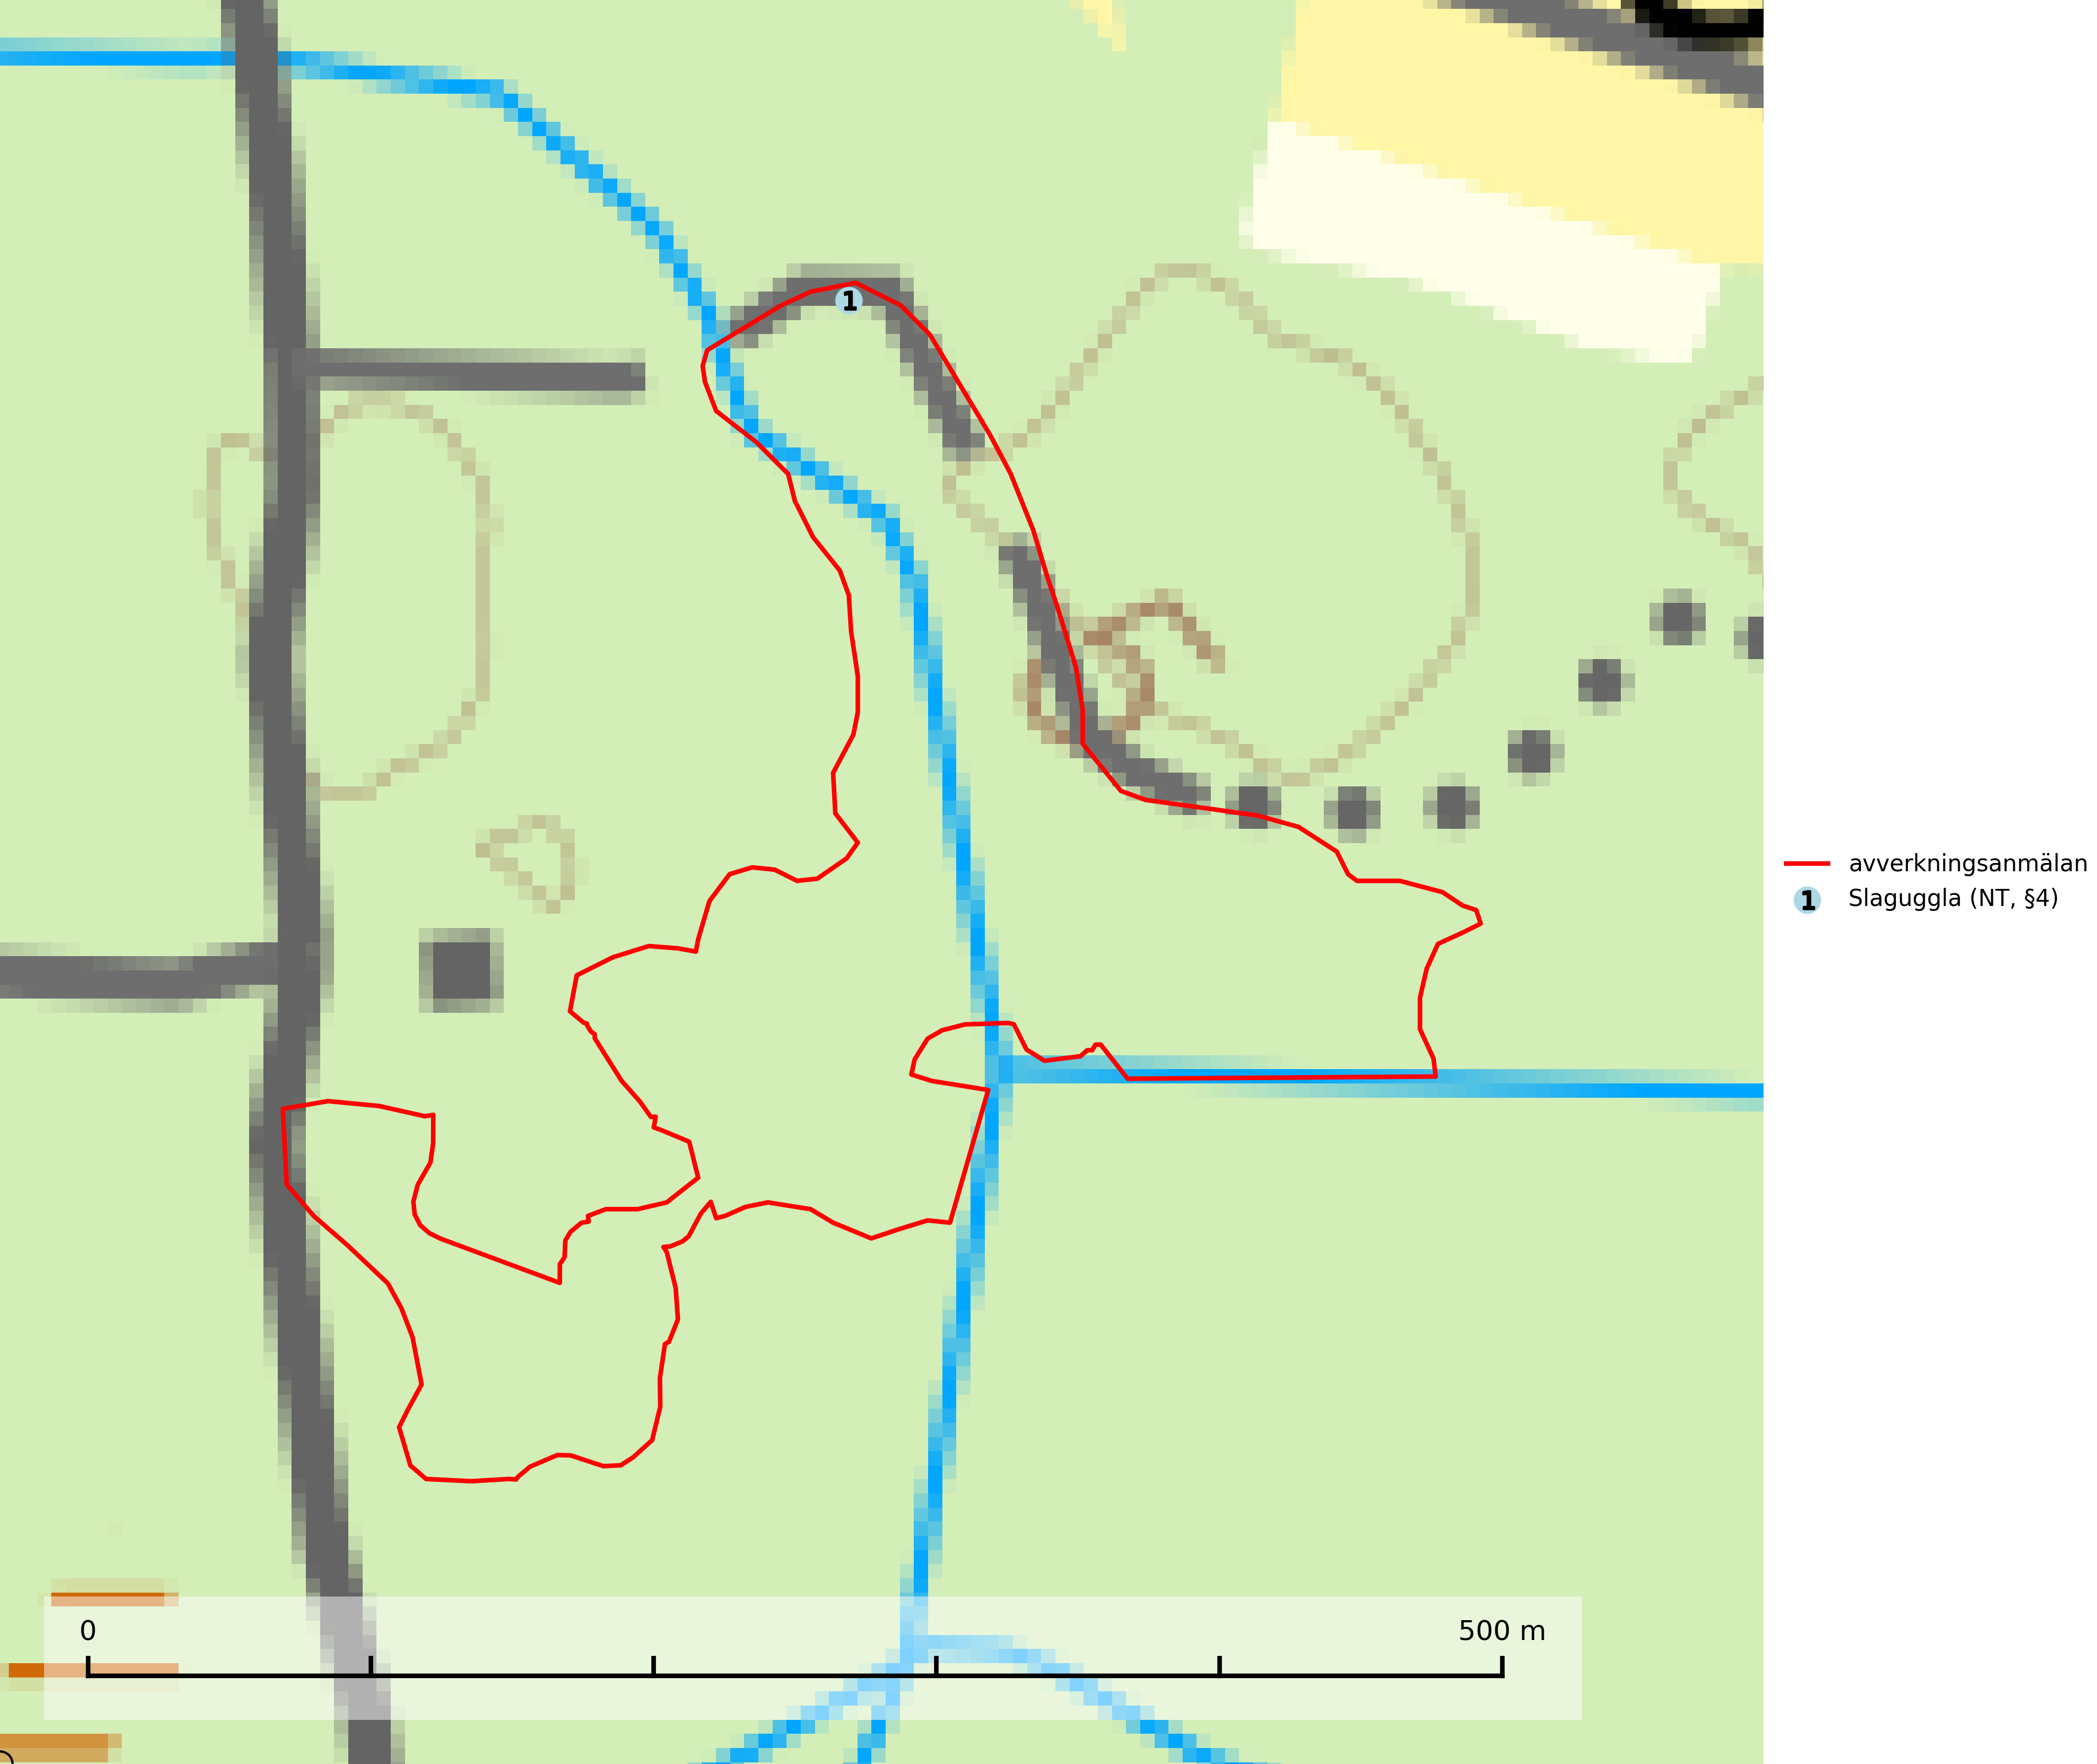 1
avverkningsanmälan
1 Slaguggla (NT, §4)
0 500 m